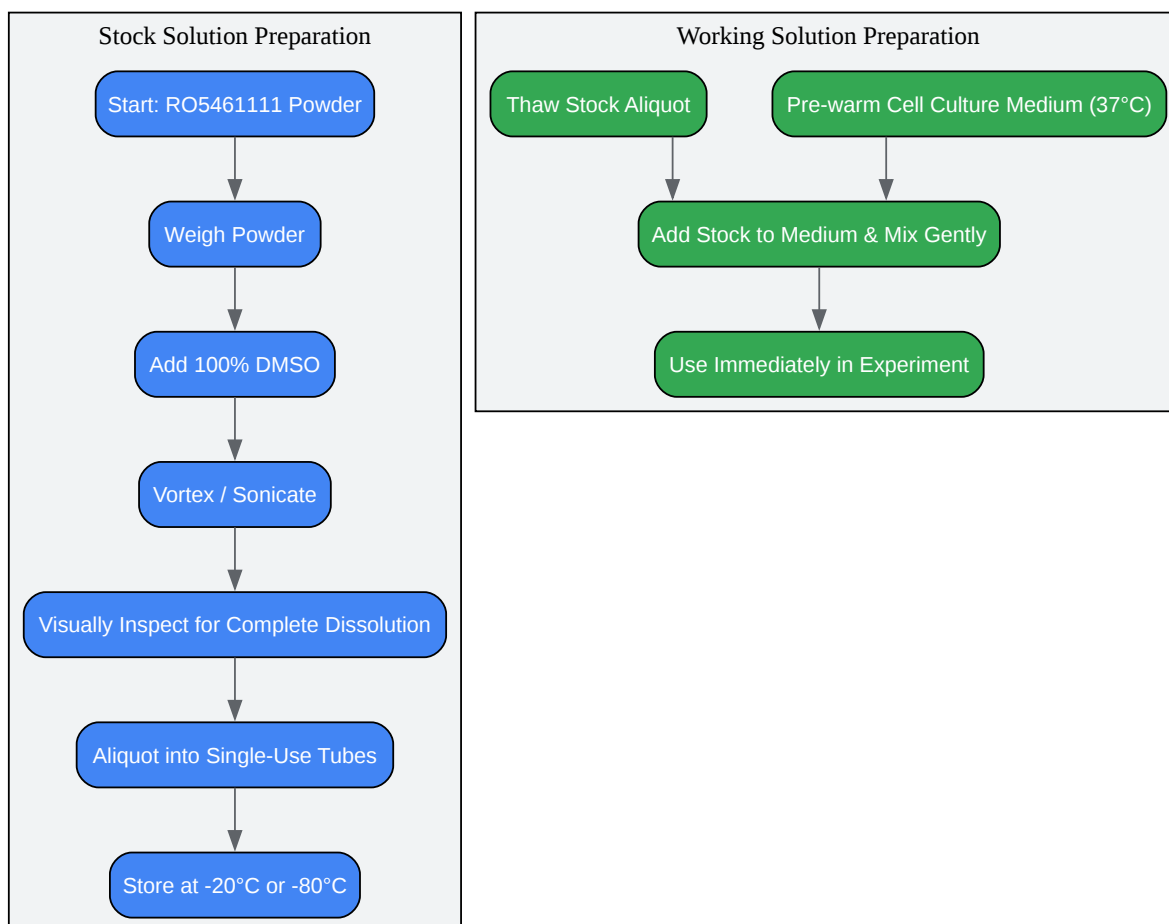 Stock Solution Preparation
Start: RO5461111 Powder
Weigh Powder
Add 100% DMSO
Vortex / Sonicate
Visually Inspect for Complete Dissolution
Aliquot into Single-Use Tubes
Store at -20°C or -80°C
Working Solution Preparation
Thaw Stock Aliquot
Pre-warm Cell Culture Medium (37°C)
Add Stock to Medium & Mix Gently
Use Immediately in Experiment